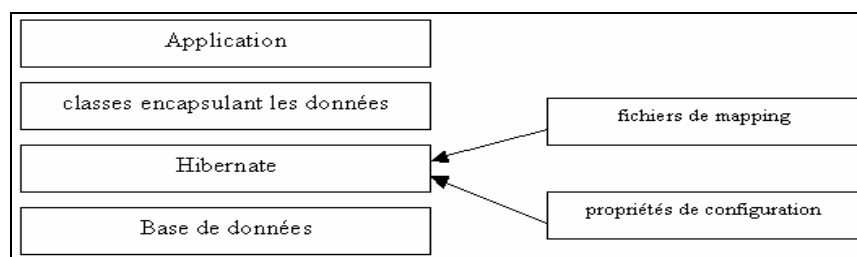 Application
classes encapsulant les données
fichiers de mapping
Hibernate
propriétés de configuration
Base de données